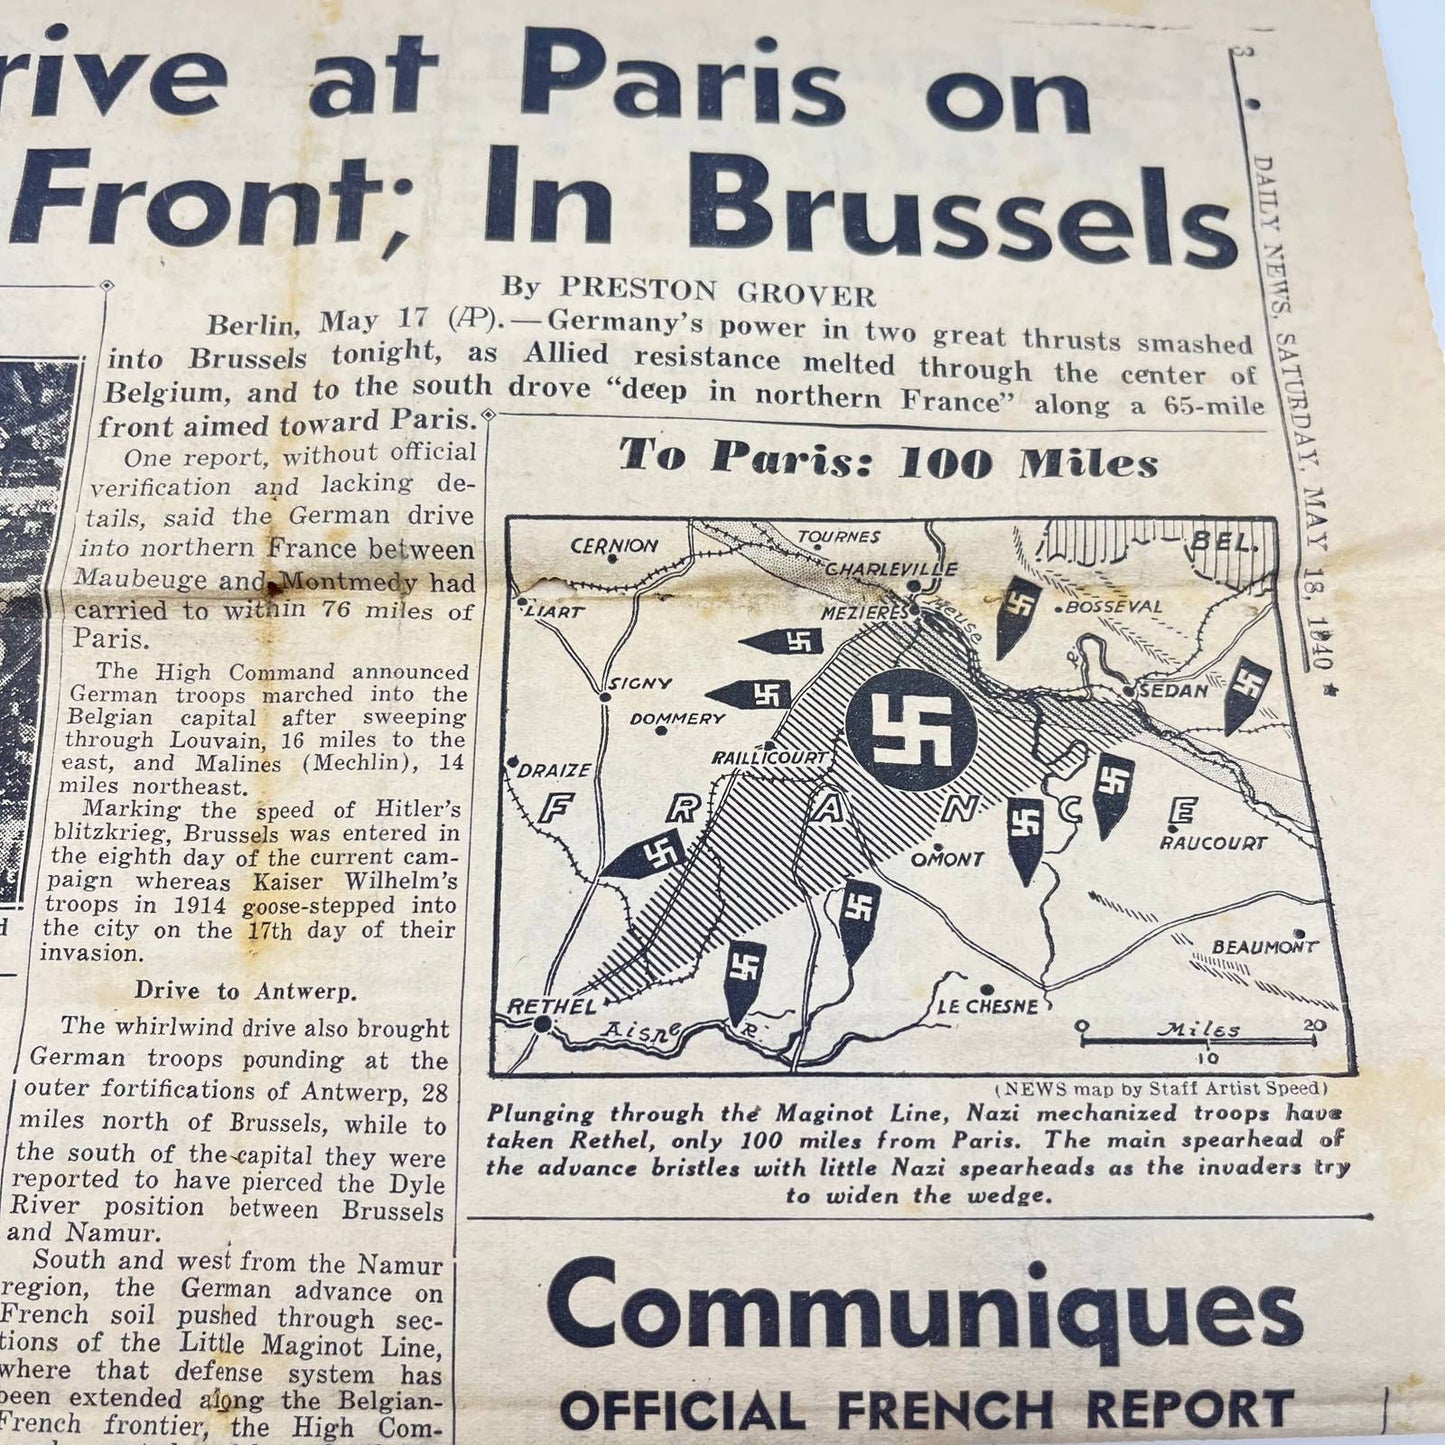 rive at Paris on
Front; In Brussels
3 • DAILY NEWS, SATURDAY, MAY 18, 1940 ★
By PRESTON GROVER
Berlin, May 17 (AP).—Germany's power in two great thrusts smashed
into Brussels tonight, as Allied resistance melted through the center of
Belgium, and to the south drove "deep in northern France" along a 65-mile
front aimed toward Paris.
One report, without official
verification and lacking de-
tails, said the German drive
into northern France between
Maubeuge and Montmedy had
carried to within 76 miles of
Paris.
The High Command announced
German troops marched into the
Belgian capital after sweeping
through Louvain, 16 miles to the
east, and Malines (Mechlin), 14
miles northeast.
Marking the speed of Hitler's
blitzkrieg, Brussels was entered in
the eighth day of the current cam-
paign whereas Kaiser Wilhelm's
troops in 1914 goose-stepped into
the city on the 17th day of their
invasion.
Drive to Antwerp.
The whirlwind drive also brought
German troops pounding at the
outer fortifications of Antwerp, 28
miles north of Brussels, while to
the south of the capital they were
reported to have pierced the Dyle
River position between Brussels
and Namur.
South and west from the Namur
region, the German advance on
French soil pushed through sec-
tions of the Little Maginot Line,
where that defense system has
been extended along the Belgian-
French frontier, the High Com-
To Paris: 100 Miles
CERNION
TOURNES
BEL.
CHARLEVILLE
LIART
MEZIERES
Meuse
BOSSEVAL
R.
SIGNY
SEDAN
DOMMERY
RAILLICOURT
DRAIZE
FRANCE
RAUCOURT
OMONT
BEAUMONT
RETHEL
Aisne R.
LE CHESNE
0 Miles 20
10
(NEWS map by Staff Artist Speed)
Plunging through the Maginot Line, Nazi mechanized troops have
taken Rethel, only 100 miles from Paris. The main spearhead of
the advance bristles with little Nazi spearheads as the invaders try
to widen the wedge.
Communiques
OFFICIAL FRENCH REPORT